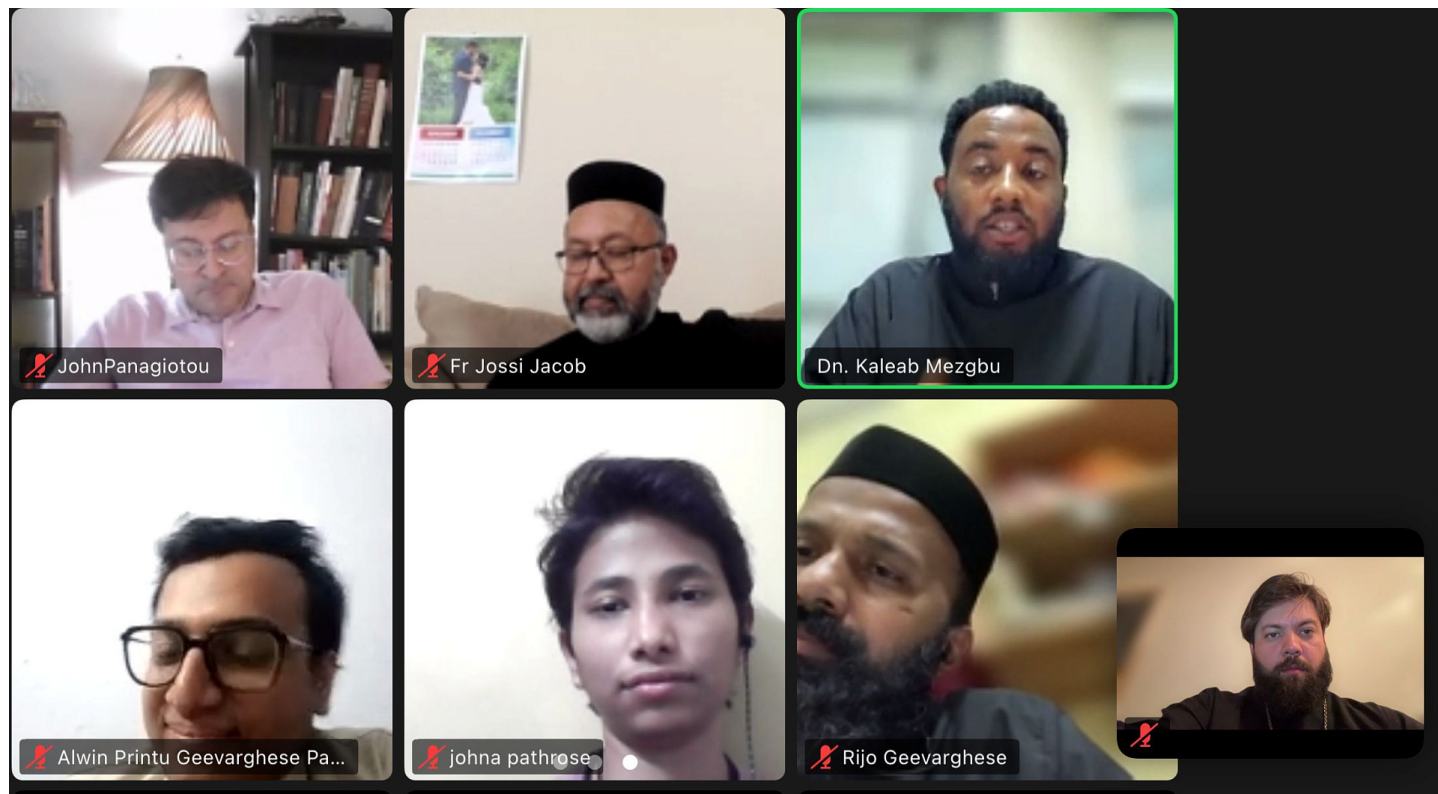 JohnPanagiotou
Fr Jossi Jacob
Dn. Kaleab Mezgbu
Alwin Printu Geevarghese Pa...
johna pathrose
Rijo Geevarghese